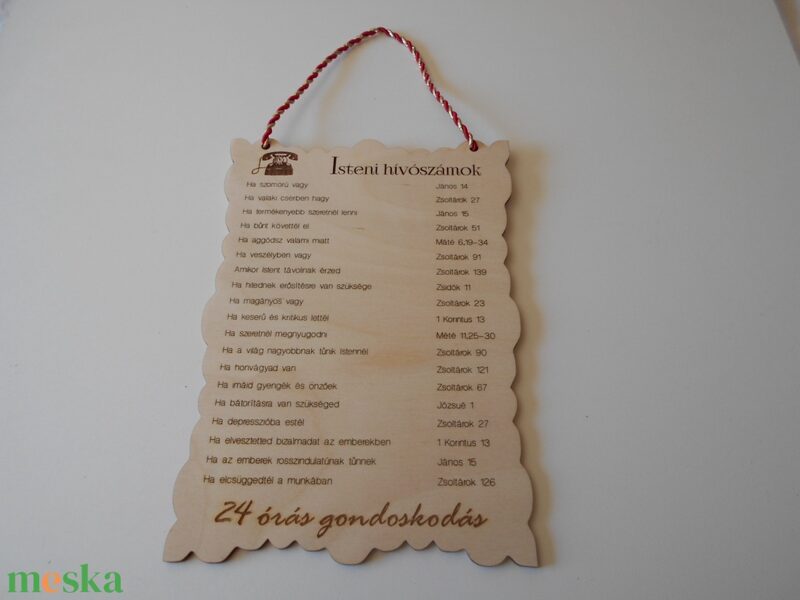 Isteni hívószámok
Ha szomorú vagy János 14
Ha valaki cserben hagy Zsoltárok 27
Ha termékenyebb szeretnél lenni János 15
Ha bűnt követtél el Zsoltárok 51
Ha aggódsz valami miatt Máté 6,19-34
Ha veszélyben vagy Zsoltárok 91
Amikor Istent távolinak érzed Zsoltárok 139
Ha hitednek erősítésre van szüksége Zsidók 11
Ha magányos vagy Zsoltárok 23
Ha keserű és kritikus lettél 1 Korintus 13
Ha szeretnél megnyugodni Mété 11,25-30
Ha a világ nagyobbnak tűnik Istennél Zsoltárok 90
Ha honvágyad van Zsoltárok 121
Ha imáid gyengék és önzőek Zsoltárok 67
Ha bátorításra van szükséged Józsué 1
Ha depresszióba estél Zsoltárok 27
Ha elvesztetted bizalmadat az emberekben 1 Korintus 13
Ha az emberek rosszindulatúnak tűnnek János 15
Ha elcsüggedtél a munkában Zsoltárok 126
24 órás gondoskodás
meska